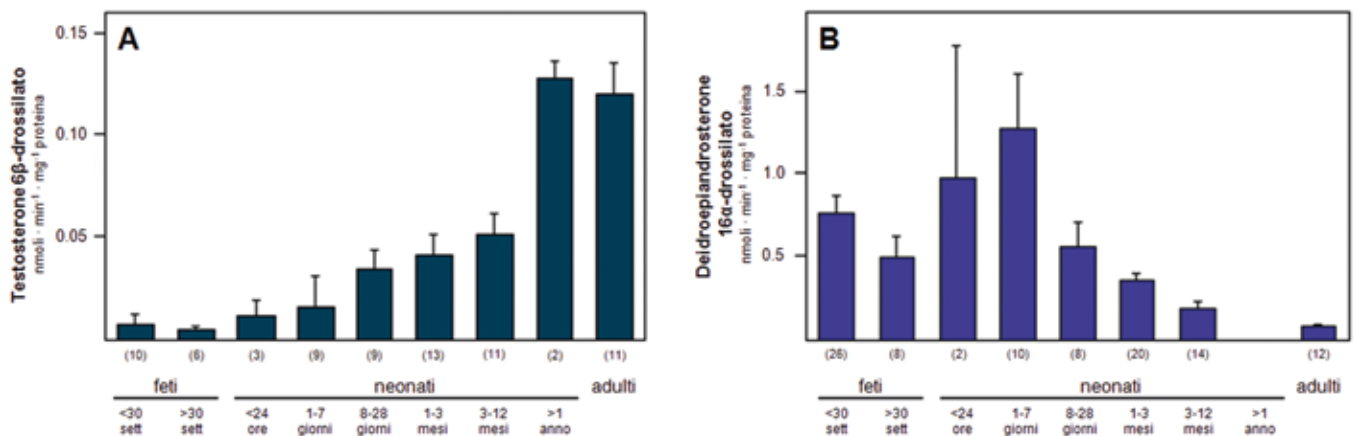 A
Testosterone 6β-drossilato
nmoli · min⁻¹ · mg⁻¹ proteina
0.15
0.10
0.05
(10) (6) (3) (9) (9) (13) (11) (2) (11)
feti neonati adulti
<30 >30 <24 1-7 8-28 1-3 3-12 >1
sett sett ore giorni giorni mesi mesi anno
B
Deidroepiandrosterone
16α-drossilato
nmoli · min⁻¹ · mg⁻¹ proteina
1.5
1.0
0.5
(26) (8) (2) (10) (8) (20) (14) (12)
feti neonati adulti
<30 >30 <24 1-7 8-28 1-3 3-12 >1
sett sett ore giorni giorni mesi mesi anno